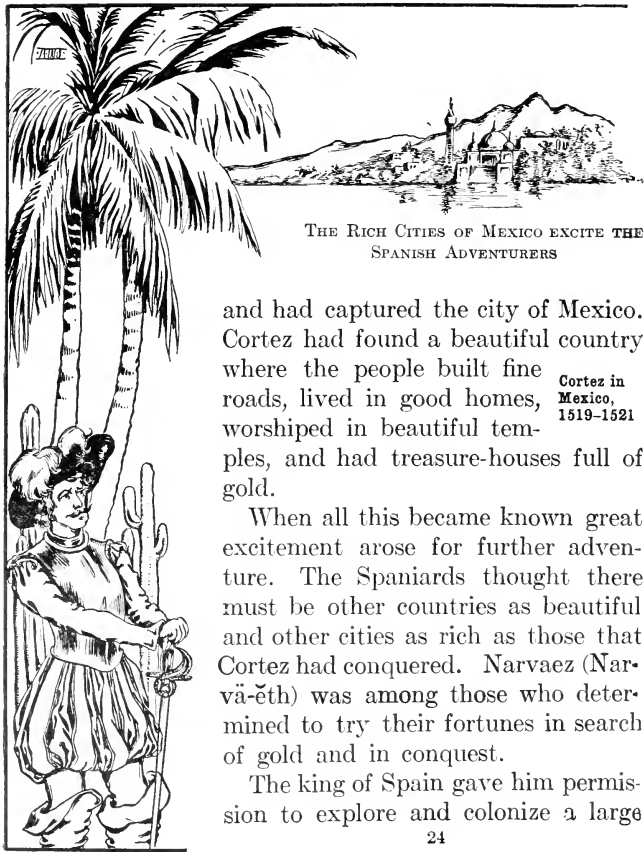 THE RICH CITIES OF MEXICO EXCITE THE
SPANISH ADVENTURERS
and had captured the city of Mexico.
Cortez had found a beautiful country
where the people built fine
roads, lived in good homes,
worshiped in beautiful tem-
ples, and had treasure-houses full of
gold.
Cortez in
Mexico,
1519–1521
When all this became known great
excitement arose for further adven-
ture. The Spaniards thought there
must be other countries as beautiful
and other cities as rich as those that
Cortez had conquered. Narvaez (Nar-
vä-ĕth) was among those who deter-
mined to try their fortunes in search
of gold and in conquest.
The king of Spain gave him permis-
sion to explore and colonize a large
24